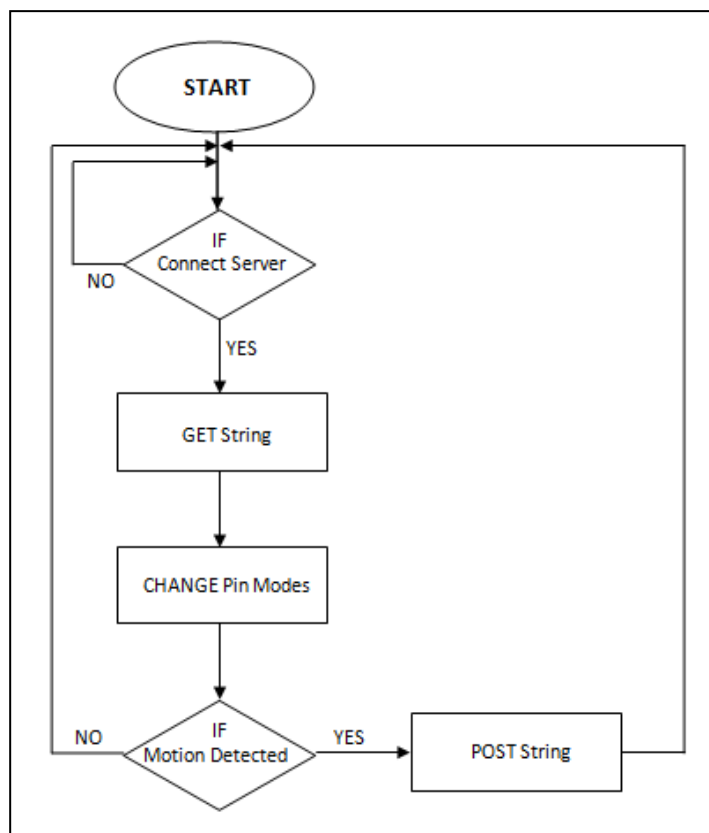 START
IF
Connect Server
NO
YES
GET String
CHANGE Pin Modes
IF
Motion Detected
NO
YES
POST String